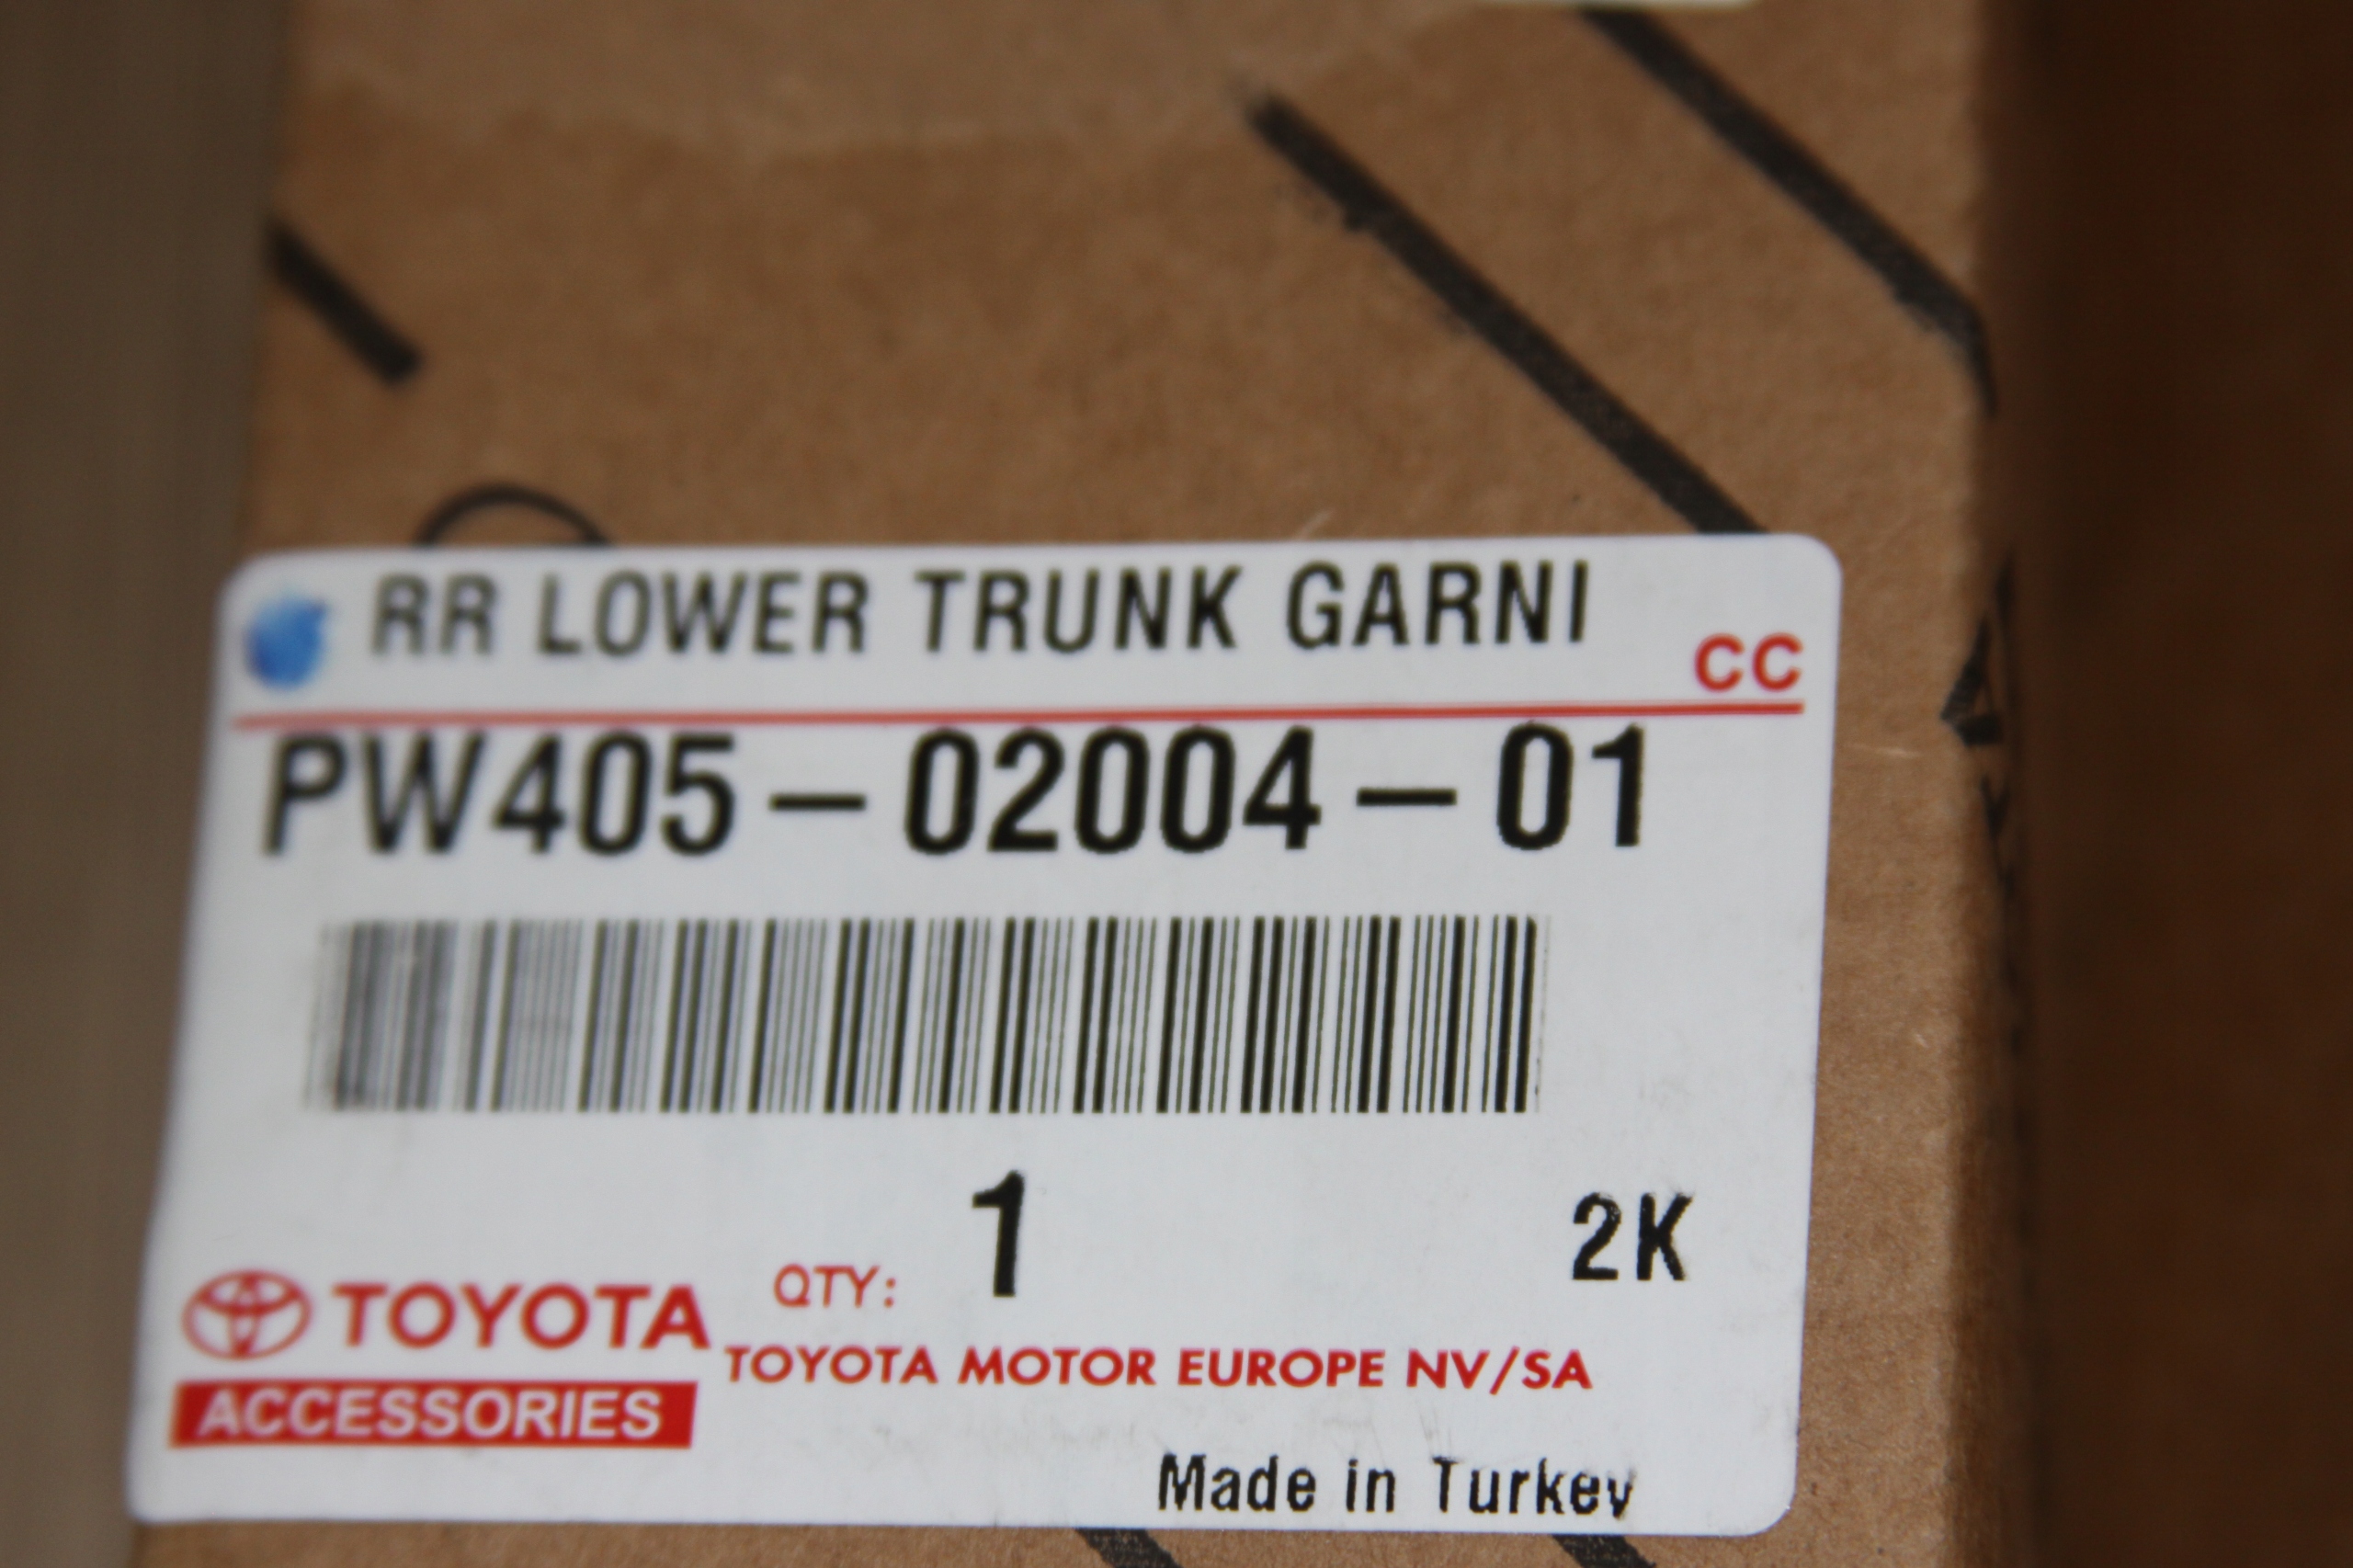 RR LOWER TRUNK GARNI
CC
PW405-02004-01
1
2K
QTY:
TOYOTA
TOYOTA MOTOR EUROPE NV/SA
ACCESSORIES
Made in Turkey